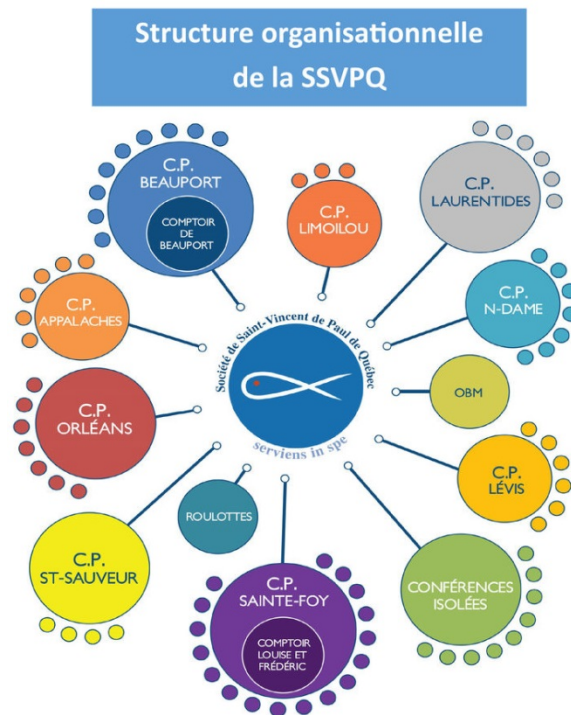 Structure organisationnelle
de la SSVPQ
C.P.
BEAUPORT
COMPTOIR
DE
BEAUPORT
C.P.
LIMOILOU
C.P.
LAURENTIDES
C.P.
APPALACHES
C.P.
N-DAME
Société de Saint-Vincent de Paul de Québec
serviens in spe
OBM
C.P.
ORLÉANS
C.P.
LÉVIS
ROULOTTES
C.P.
ST-SAUVEUR
C.P.
SAINTE-FOY
COMPTOIR
LOUISE ET
FRÉDÉRIC
CONFÉRENCES
ISOLÉES